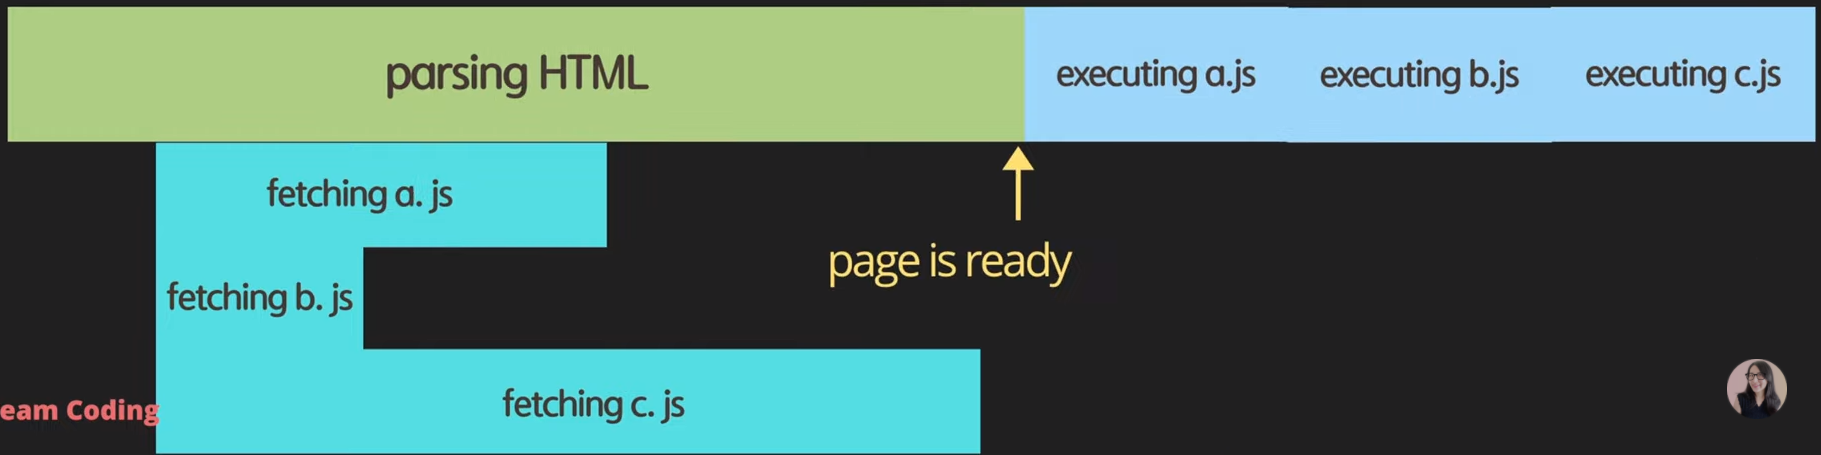 parsing HTML
executing a.js
executing b.js
executing c.js
fetching a. js
fetching b. js
page is ready
fetching c. js
eam Coding